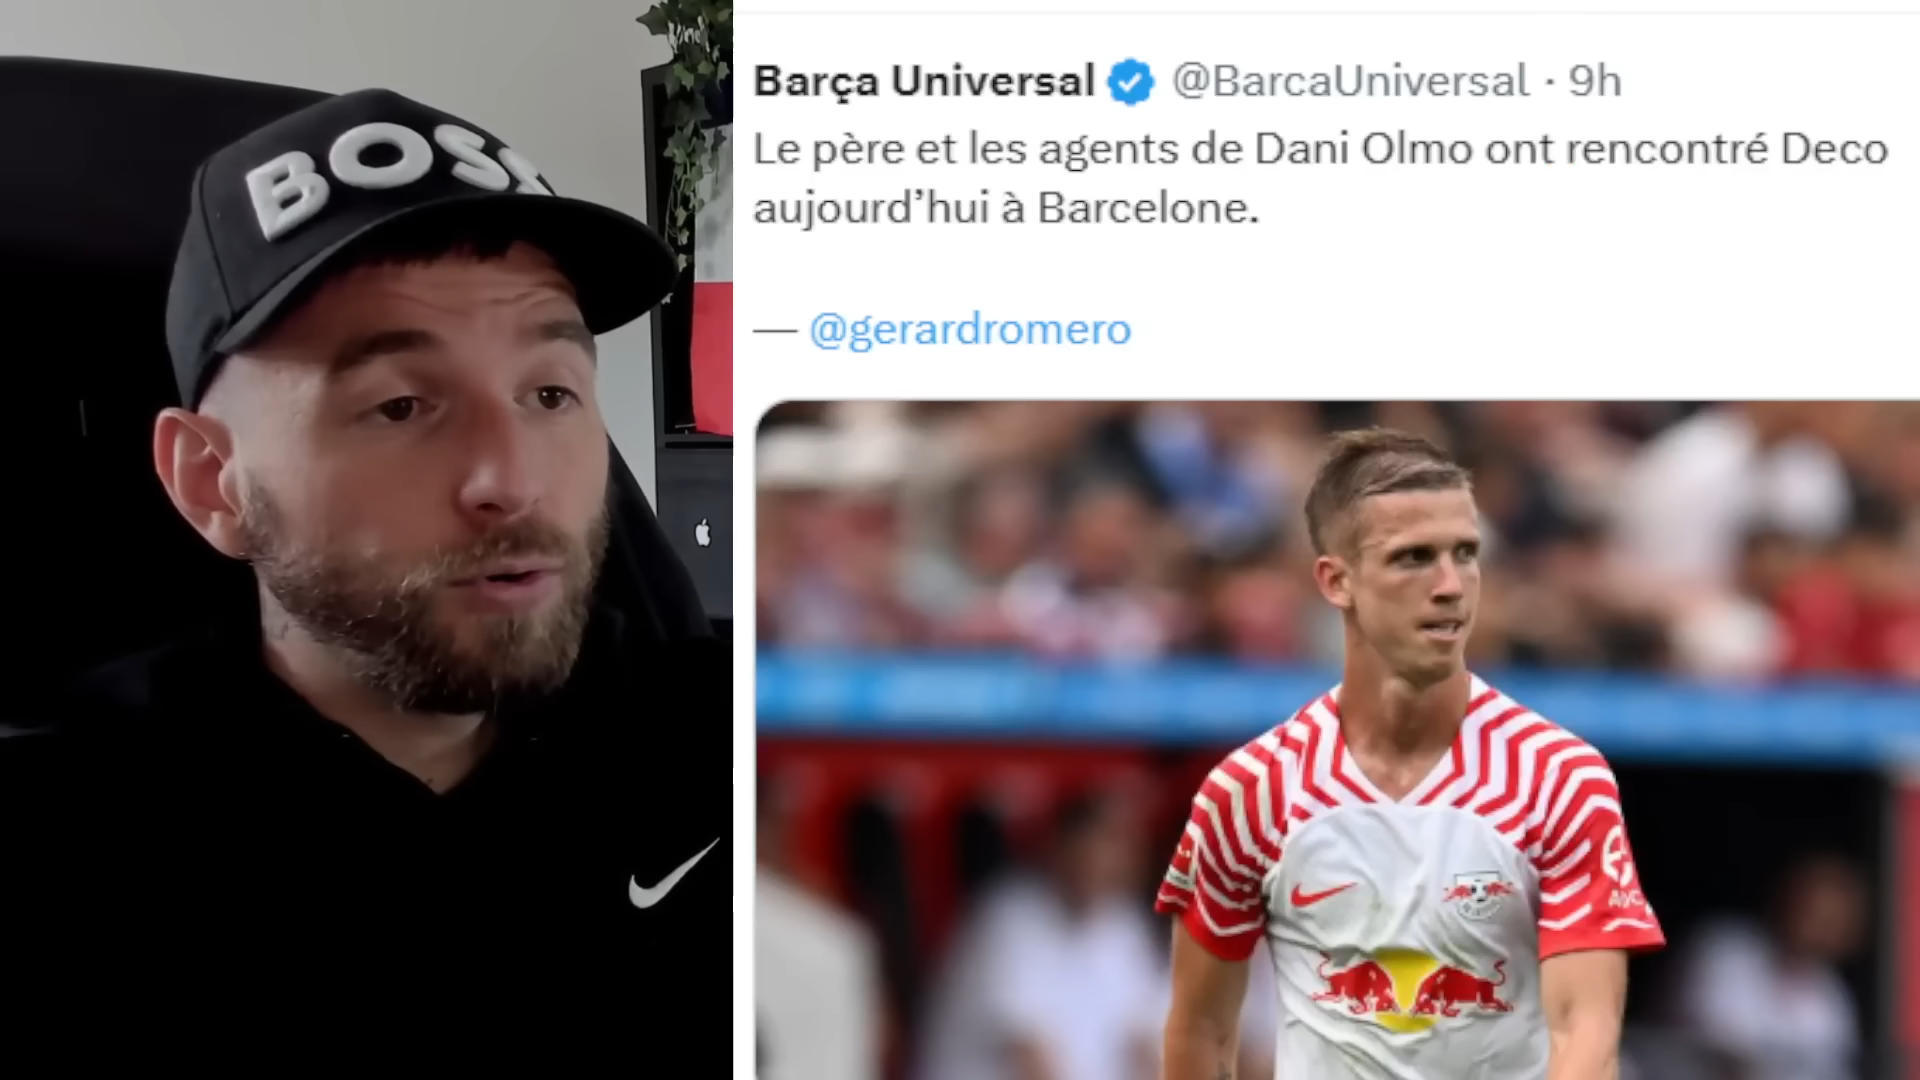 BOSS
Barça Universal @BarcaUniversal · 9h
Le père et les agents de Dani Olmo ont rencontré Deco
aujourd’hui à Barcelone.
— @gerardromero